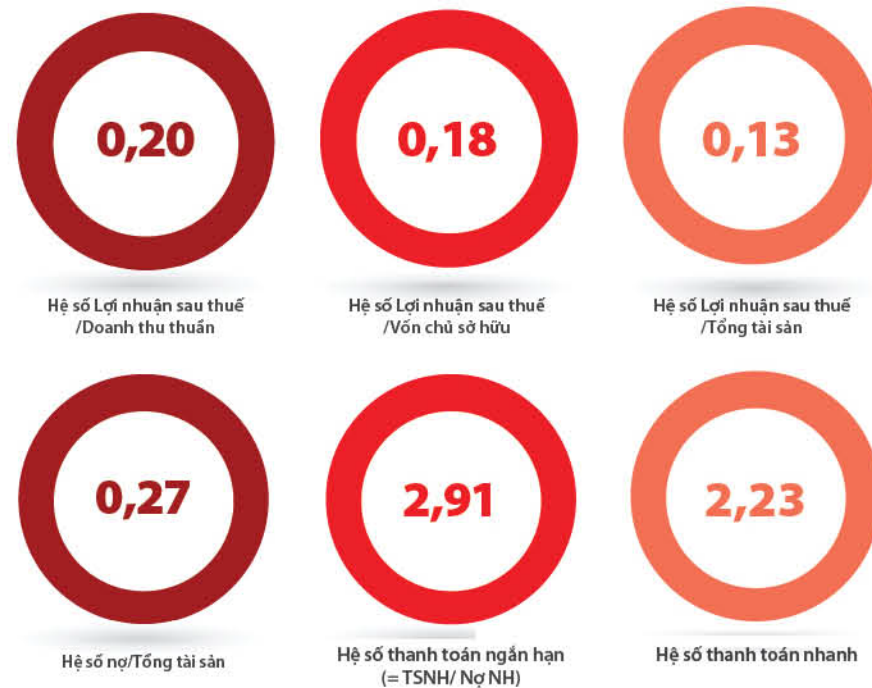 0,20
0,18
0,13
Hệ số Lợi nhuận sau thuế
/Doanh thu thuần
Hệ số Lợi nhuận sau thuế
/Vốn chủ sở hữu
Hệ số Lợi nhuận sau thuế
/Tổng tài sản
0,27
2,91
2,23
Hệ số nợ/Tổng tài sản
Hệ số thanh toán ngắn hạn
(= TSNH/ Nợ NH)
Hệ số thanh toán nhanh